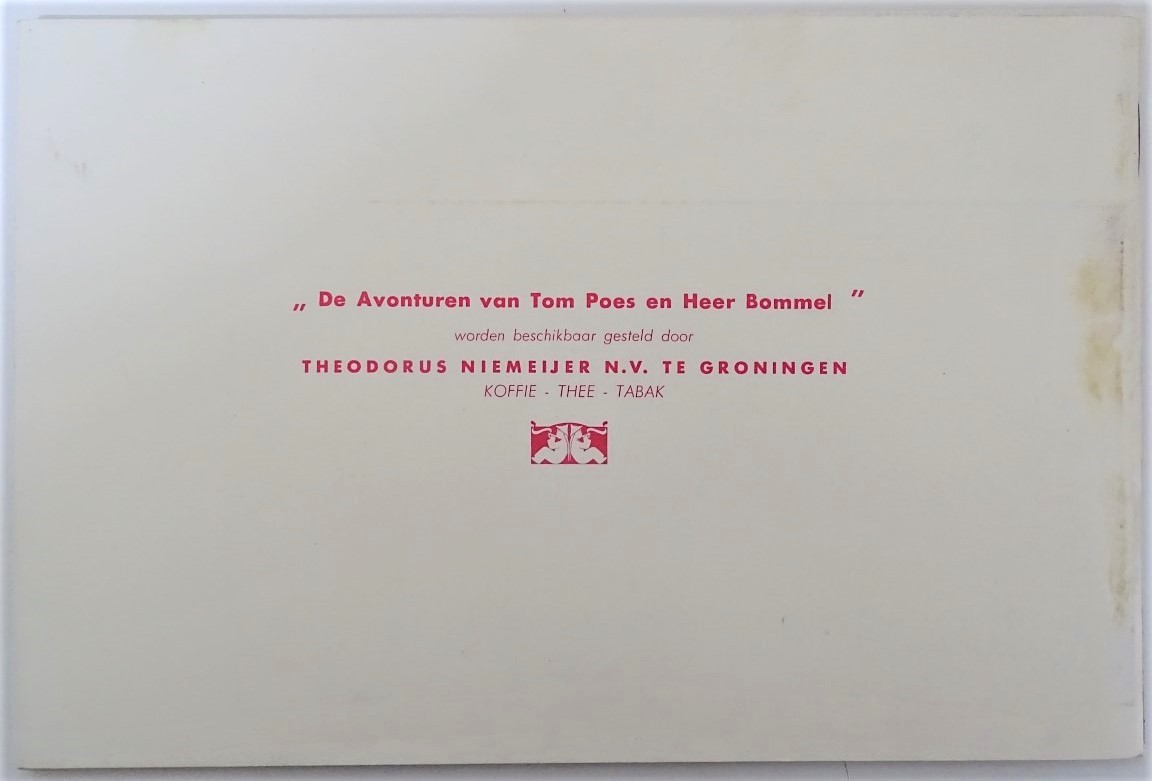 „ De Avonturen van Tom Poes en Heer Bommel ”
worden beschikbaar gesteld door
THEODORUS NIEMEIJER N.V. TE GRONINGEN
KOFFIE - THEE - TABAK